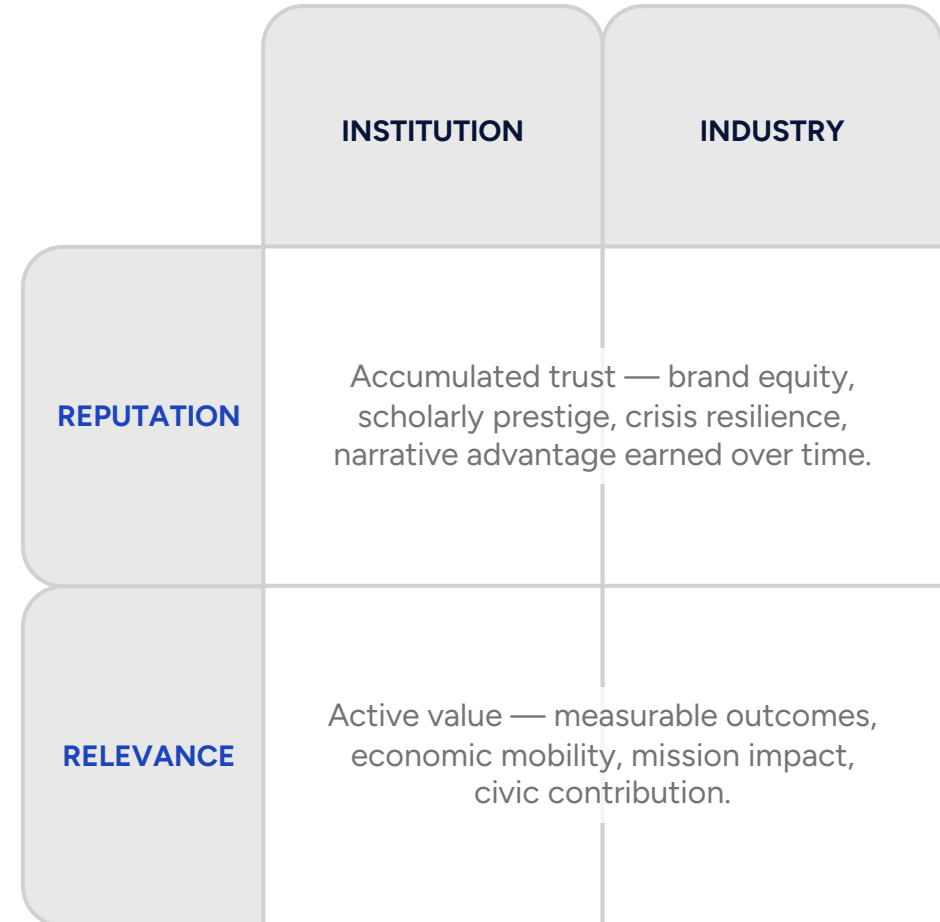 INSTITUTION
INDUSTRY
REPUTATION
Accumulated trust — brand equity,
scholarly prestige, crisis resilience,
narrative advantage earned over time.
RELEVANCE
Active value — measurable outcomes,
economic mobility, mission impact,
civic contribution.